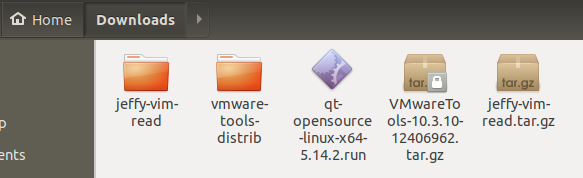 Home Downloads
tar.gz tar.gz
jeffy-vim-
read
vmware-
tools-
distrib
qt-
opensource
-linux-x64-
5.14.2.run
VMwareTo
ols-10.3.10-
12406962.
tar.gz
jeffy-vim-
read.tar.gz
p
ents